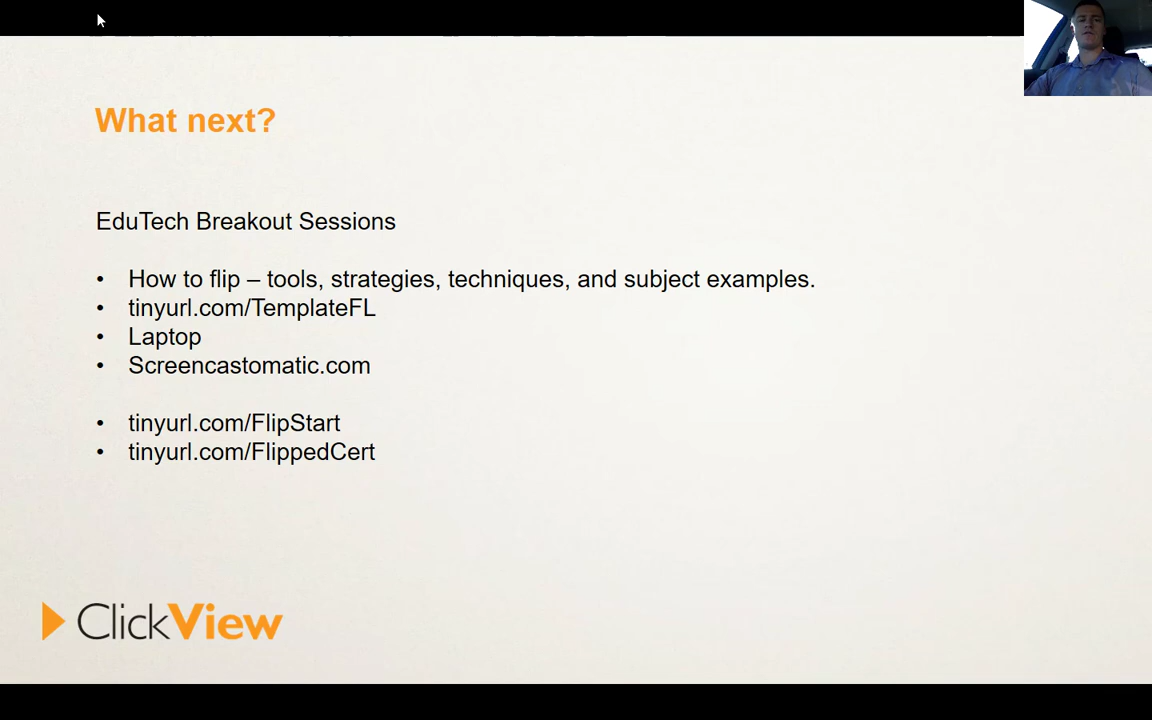 What next?
EduTech Breakout Sessions
• How to flip – tools, strategies, techniques, and subject examples.
• tinyurl.com/TemplateFL
• Laptop
• Screencastomatic.com
• tinyurl.com/FlipStart
• tinyurl.com/FlippedCert
ClickView